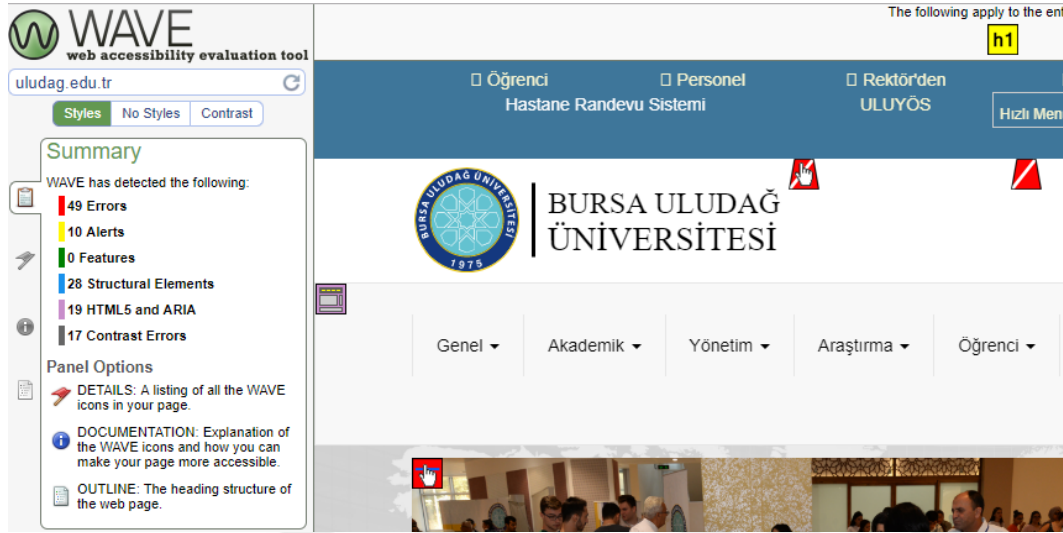 WAVE
web accessibility evaluation tool
uludag.edu.tr
Styles No Styles Contrast
Summary
WAVE has detected the following:
49 Errors
10 Alerts
0 Features
28 Structural Elements
19 HTML5 and ARIA
17 Contrast Errors
Panel Options
DETAILS: A listing of all the WAVE
icons in your page.
DOCUMENTATION: Explanation of
the WAVE icons and how you can
make your page more accessible.
OUTLINE: The heading structure of
the web page.
The following apply to the ent
h1
Öğrenci Personel Rektör'den
Hastane Randevu Sistemi ULUYÖS
Hızlı Men
BURSA ULUDAĞ ÜNİVERSİTESİ
1975
BURSA ULUDAĞ
ÜNİVERSİTESİ
Genel Akademik Yönetim Araştırma Öğrenci